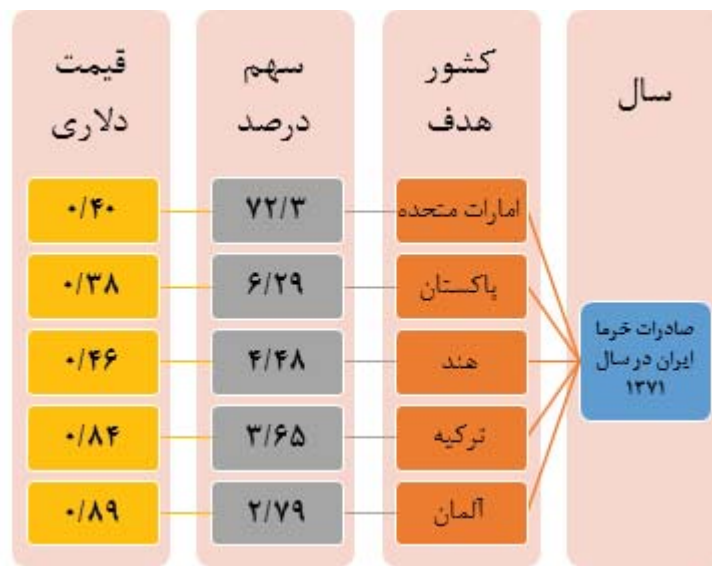 سال
کشور
هدف
سهم
درصد
قیمت
دلاری
صادرات خرما
ایران در سال
۱۳۷۱
امارات متحده
۷۲/۳
۰/۴۰
پاکستان
۶/۲۹
۰/۳۸
هند
۴/۴۸
۰/۴۶
ترکیه
۳/۶۵
۰/۸۴
آلمان
۲/۷۹
۰/۸۹